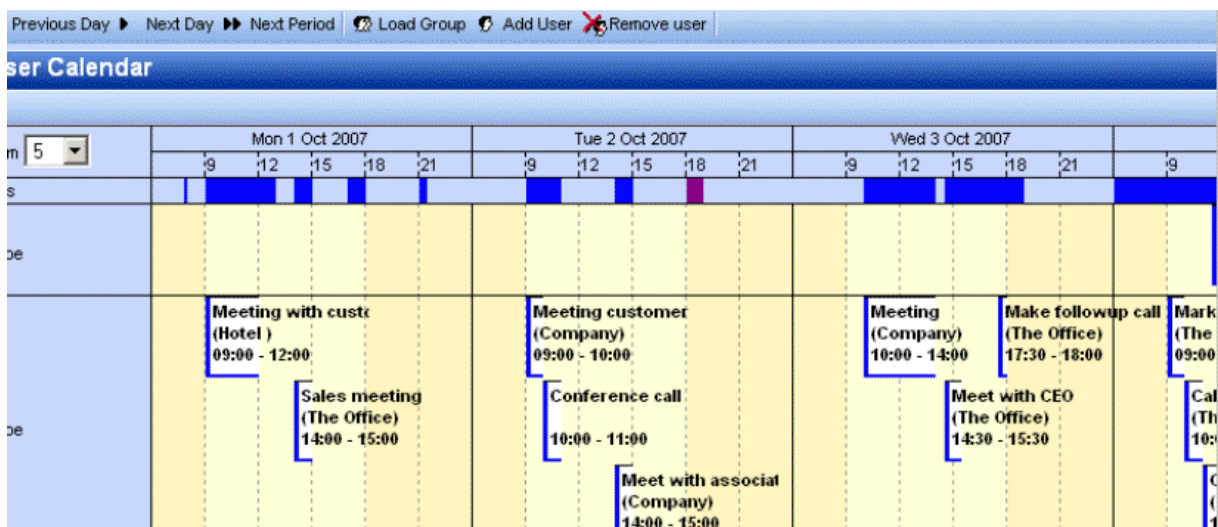 Previous Day Next Day Next Period Load Group Add User Remove user
ser Calendar
m 5 Mon 1 Oct 2007 Tue 2 Oct 2007 Wed 3 Oct 2007
9 12 15 18 21 9 12 15 18 21 9 12 15 18 21 9
s
pe
Meeting with custo Meeting customer Meeting Make followup call Mark
(Hotel ) (Company) (Company) (The Office) (The
09:00 - 12:00 09:00 - 10:00 10:00 - 14:00 17:30 - 18:00 09:00
Sales meeting Conference call Meet with CEO Cal
pe (The Office) (The Office) (Th
14:00 - 15:00 10:00 - 11:00 14:30 - 15:30 10:
Meet with associat
(Company)
14:00 - 15:00